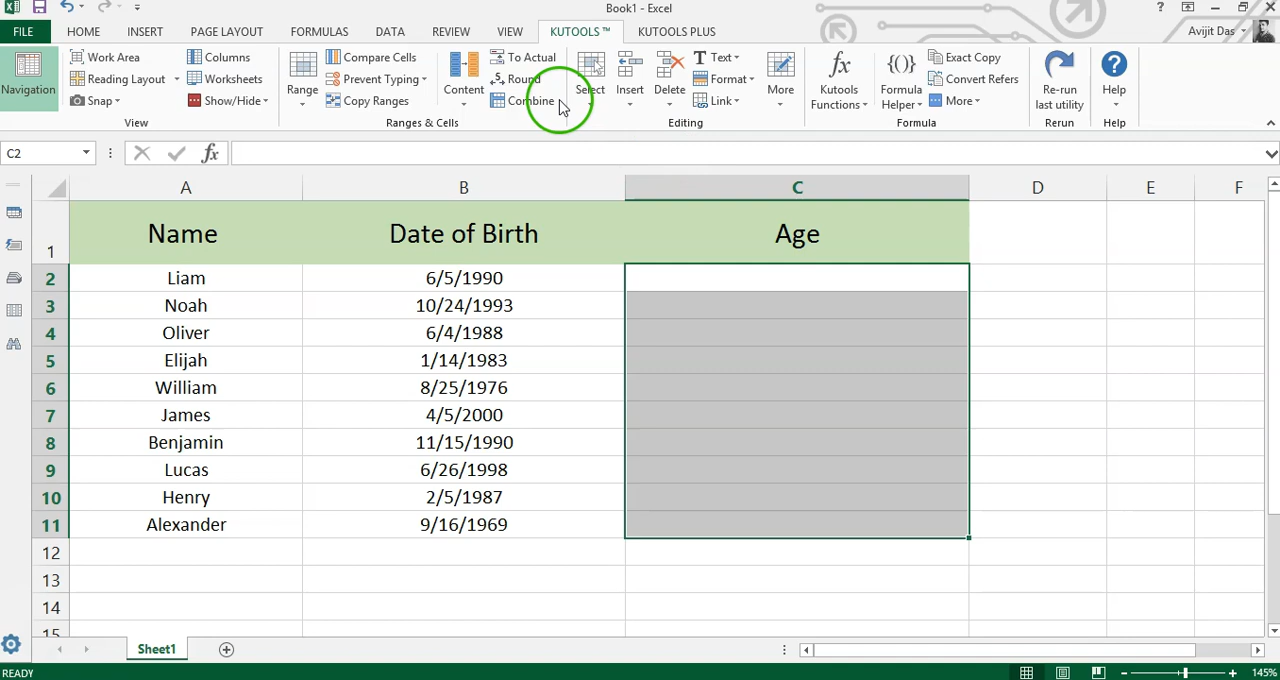 Book1 - Excel
FILE HOME INSERT PAGE LAYOUT FORMULAS DATA REVIEW VIEW KUTOOLS ™ KUTOOLS PLUS Avijit Das
Navigation
Work Area
Reading Layout
Snap
Columns
Worksheets
Show/Hide
View
Range
Compare Cells
Prevent Typing
Copy Ranges
Content
To Actual
Round
Combine
Ranges & Cells
Select
Insert
Delete
Text
Format
Link
More
Editing
Kutools
Functions
Formula
Helper
Exact Copy
Convert Refers
More
Formula
Re-run
last utility
Rerun
Help
Help
C2 fx
A B C D E F
1 Name Date of Birth Age
2 Liam 6/5/1990
3 Noah 10/24/1993
4 Oliver 6/4/1988
5 Elijah 1/14/1983
6 William 8/25/1976
7 James 4/5/2000
8 Benjamin 11/15/1990
9 Lucas 6/26/1998
10 Henry 2/5/1987
11 Alexander 9/16/1969
12
13
14
15
Sheet1
READY 145%